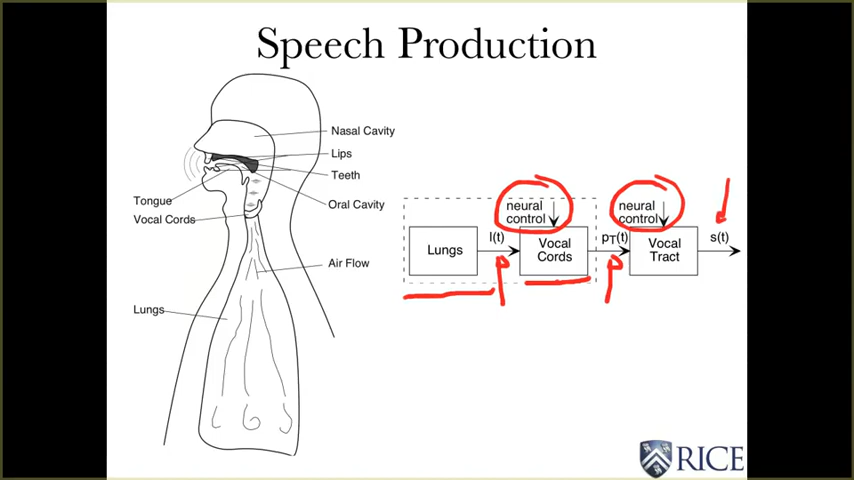 Speech Production
Nasal Cavity
Lips
Teeth
Tongue
Oral Cavity
Vocal Cords
Air Flow
Lungs
neural
control
neural
control
Lungs
l(t)
Vocal
Cords
pT(t)
Vocal
Tract
s(t)
RICE